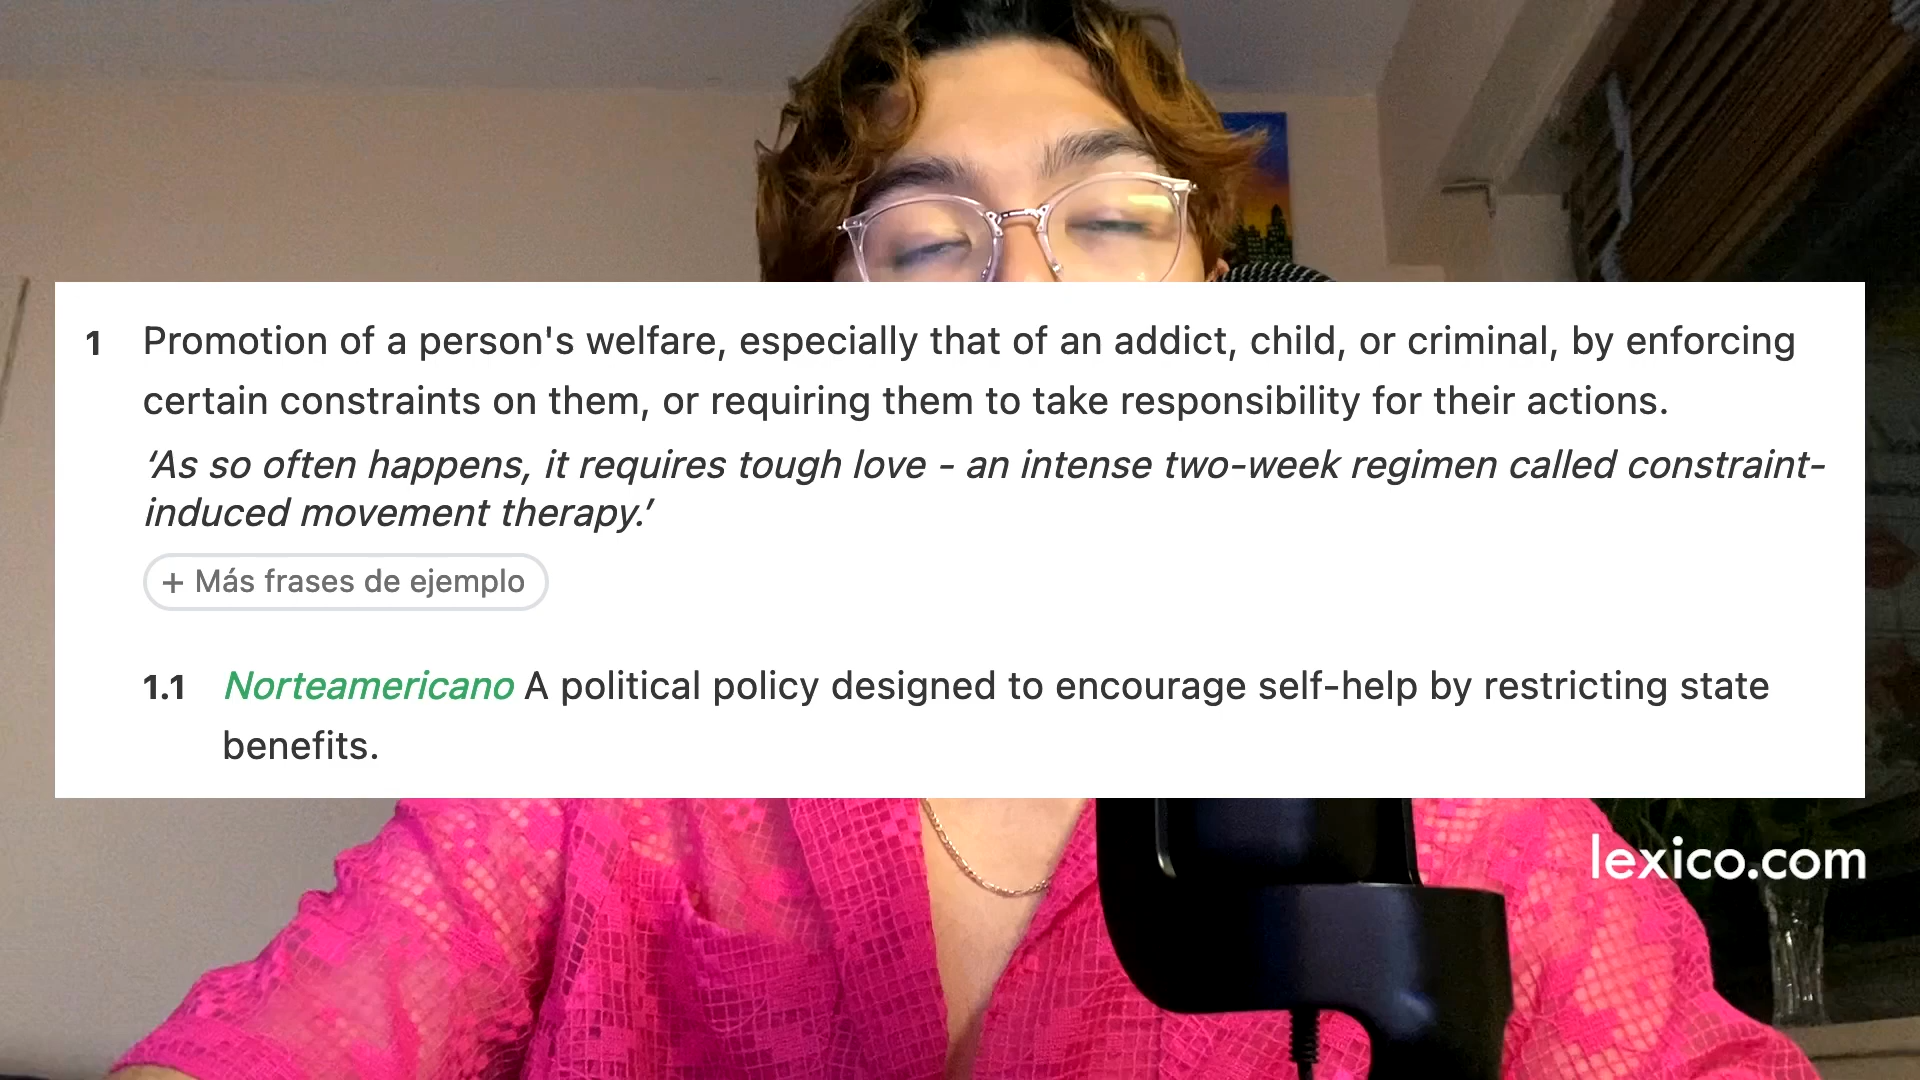 1 Promotion of a person's welfare, especially that of an addict, child, or criminal, by enforcing
certain constraints on them, or requiring them to take responsibility for their actions.
‘As so often happens, it requires tough love - an intense two-week regimen called constraint-
induced movement therapy.’
+ Más frases de ejemplo
1.1 Norteamericano A political policy designed to encourage self-help by restricting state
benefits.
lexico.com